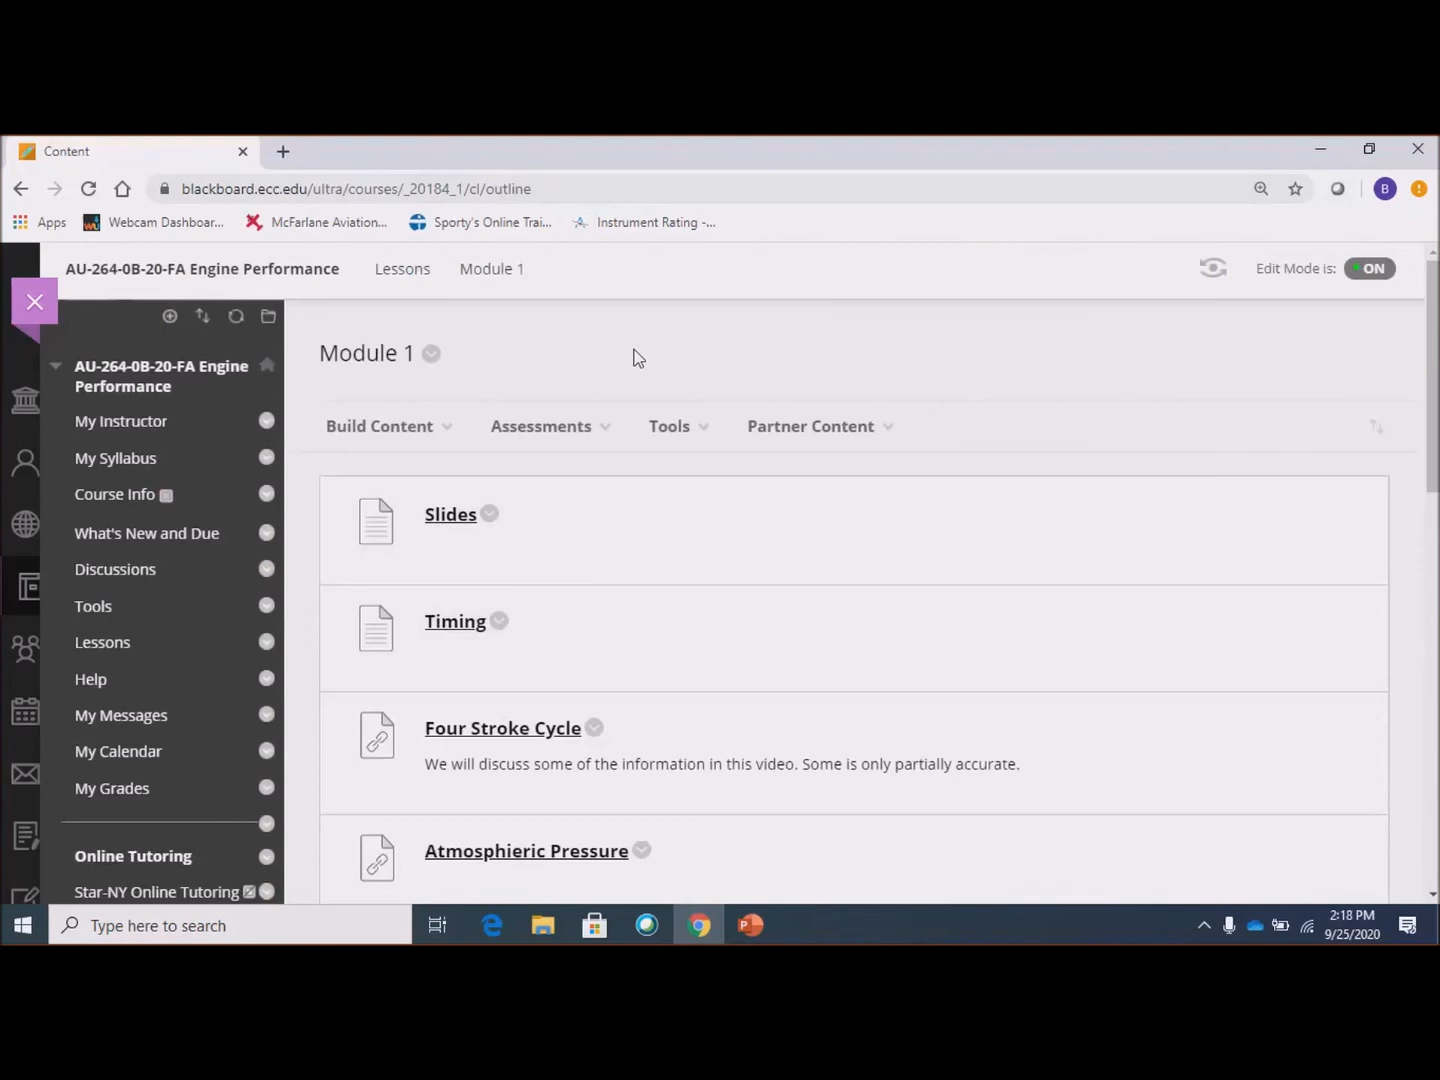 Content
blackboard.ecc.edu/ultra/courses/_20184_1/cl/outline
B
Apps
Webcam Dashboar...
McFarlane Aviation...
Sporty's Online Trai...
Instrument Rating -...
AU-264-0B-20-FA Engine Performance
Lessons
Module 1
Edit Mode is:
ON
AU-264-0B-20-FA Engine
Performance
My Instructor
My Syllabus
Course Info
What's New and Due
Discussions
Tools
Lessons
Help
My Messages
My Calendar
My Grades
Online Tutoring
Star-NY Online Tutoring
Module 1
Build Content
Assessments
Tools
Partner Content
Slides
Timing
Four Stroke Cycle
We will discuss some of the information in this video. Some is only partially accurate.
Atmosphieric Pressure
Type here to search
2:18 PM
9/25/2020